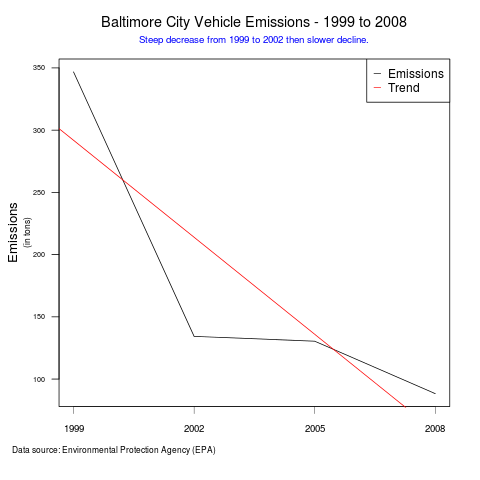 Baltimore City Vehicle Emissions - 1999 to 2008
Steep decrease from 1999 to 2002 then slower decline.
Emissions
Trend
Emissions
(in tons)
350
300
250
200
150
100
1999 2002 2005 2008
Data source: Environmental Protection Agency (EPA)